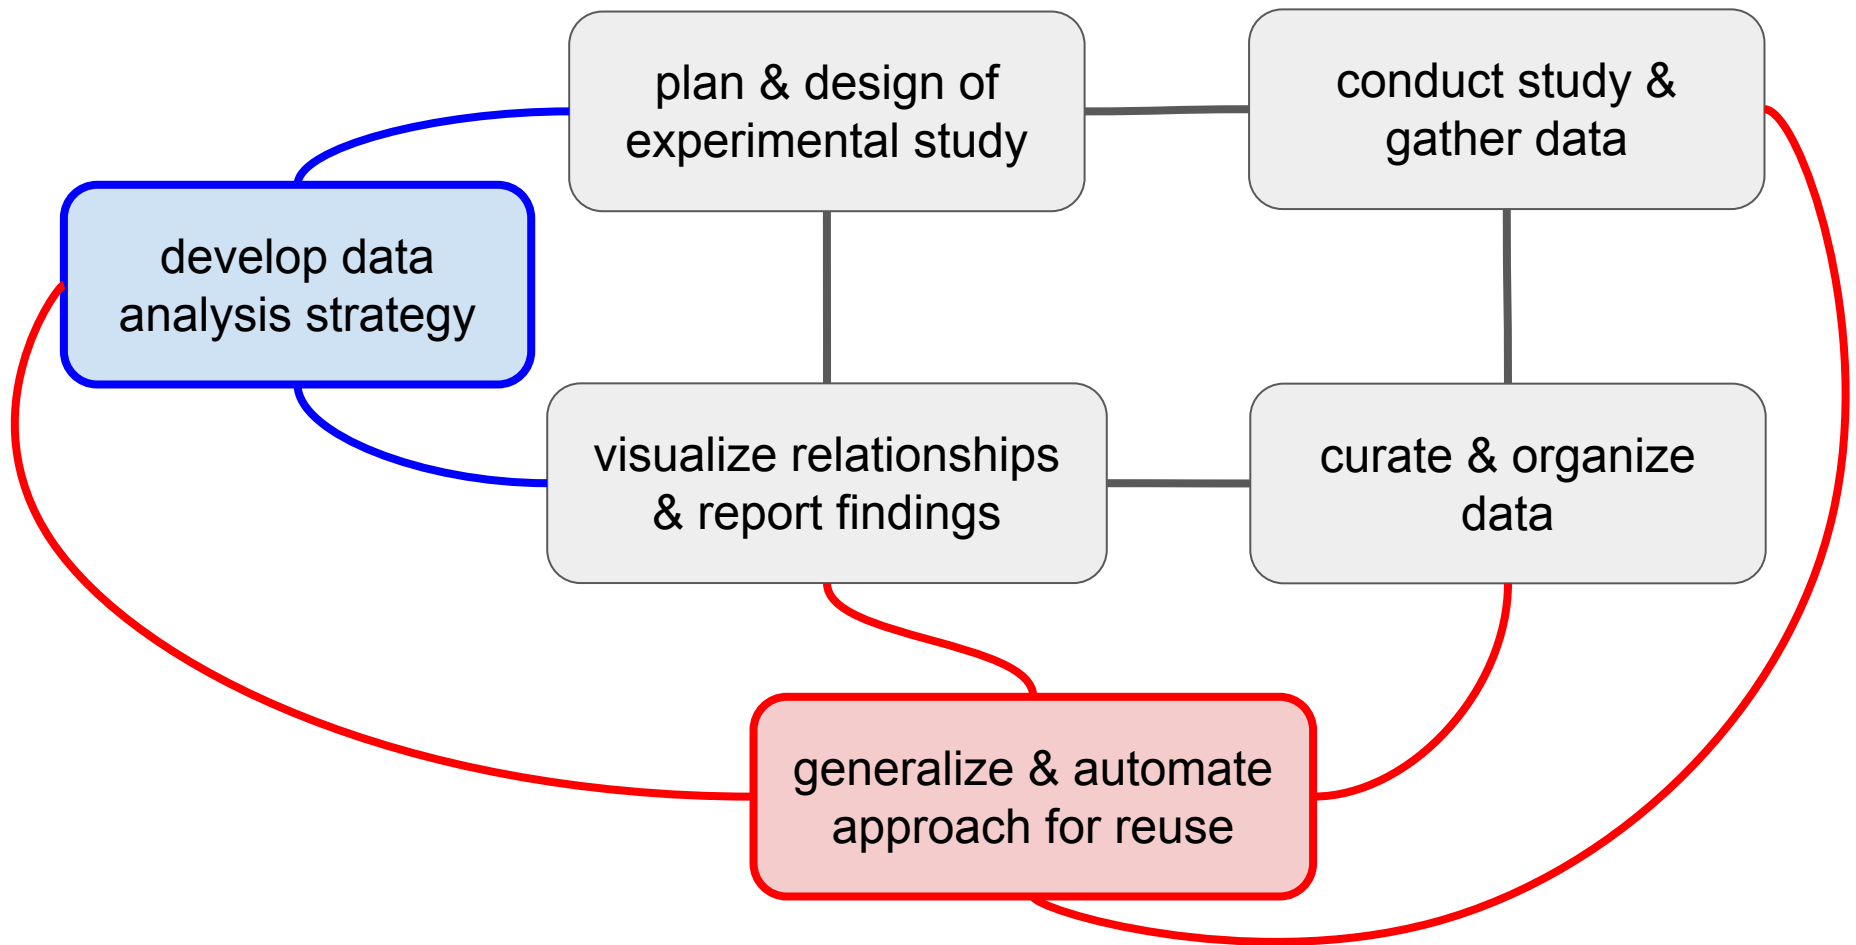 plan & design of
experimental study
conduct study &
gather data
develop data
analysis strategy
visualize relationships
& report findings
curate & organize
data
generalize & automate
approach for reuse